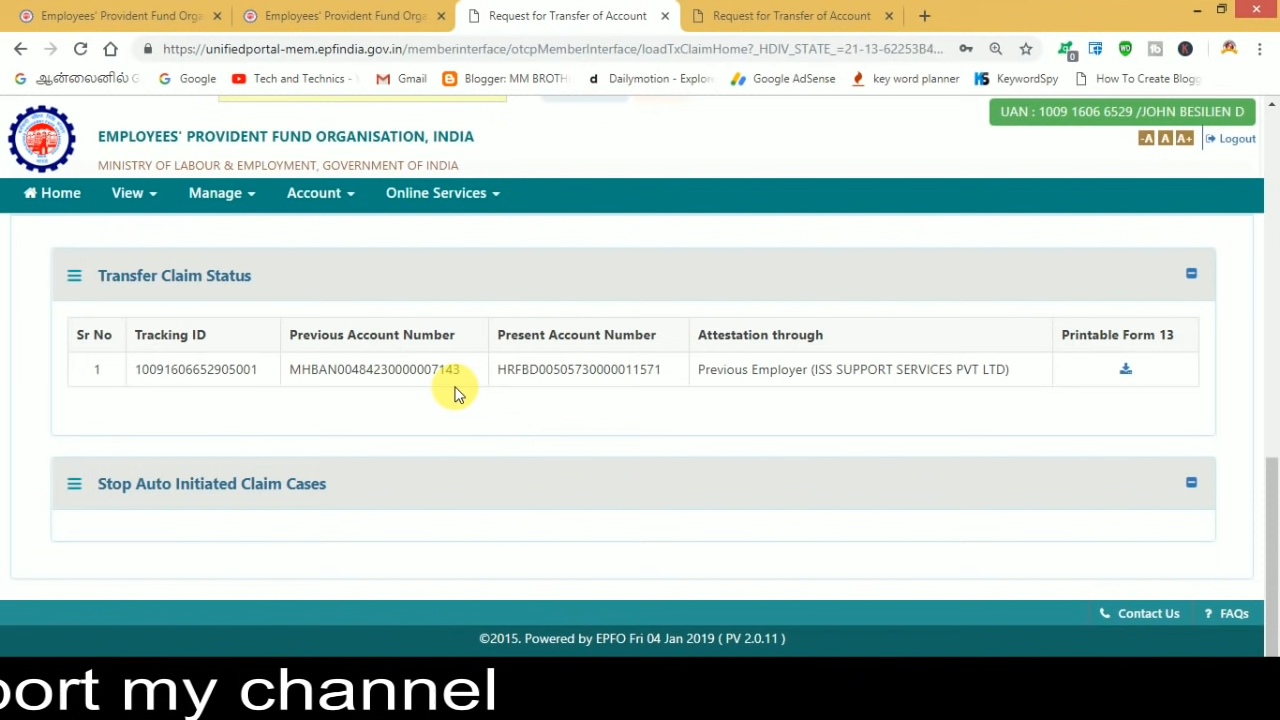 Employees' Provident Fund Orga
Employees' Provident Fund Orga
Request for Transfer of Account
Request for Transfer of Account
https://unifiedportal-mem.epfindia.gov.in/memberinterface/otcpMemberInterface/loadTxClaimHome?_HDIV_STATE_=21-13-62253B4...
ஆன்லைனில் G
Google
Tech and Technics -
Gmail
Blogger: MM BROTH
Dailymotion - Explor
Google AdSense
key word planner
KeywordSpy
How To Create Blogg
UAN : 1009 1606 6529 /JOHN BESILIEN D
EMPLOYEES' PROVIDENT FUND ORGANISATION, INDIA
-A A A+ Logout
MINISTRY OF LABOUR & EMPLOYMENT, GOVERNMENT OF INDIA
Home View Manage Account Online Services
Transfer Claim Status
Sr No Tracking ID Previous Account Number Present Account Number Attestation through Printable Form 13
1 10091606652905001 MHBAN00484230000007143 HRFBD00505730000011571 Previous Employer (ISS SUPPORT SERVICES PVT LTD)
Stop Auto Initiated Claim Cases
Contact Us ? FAQs
©2015. Powered by EPFO Fri 04 Jan 2019 ( PV 2.0.11 )
port my channel